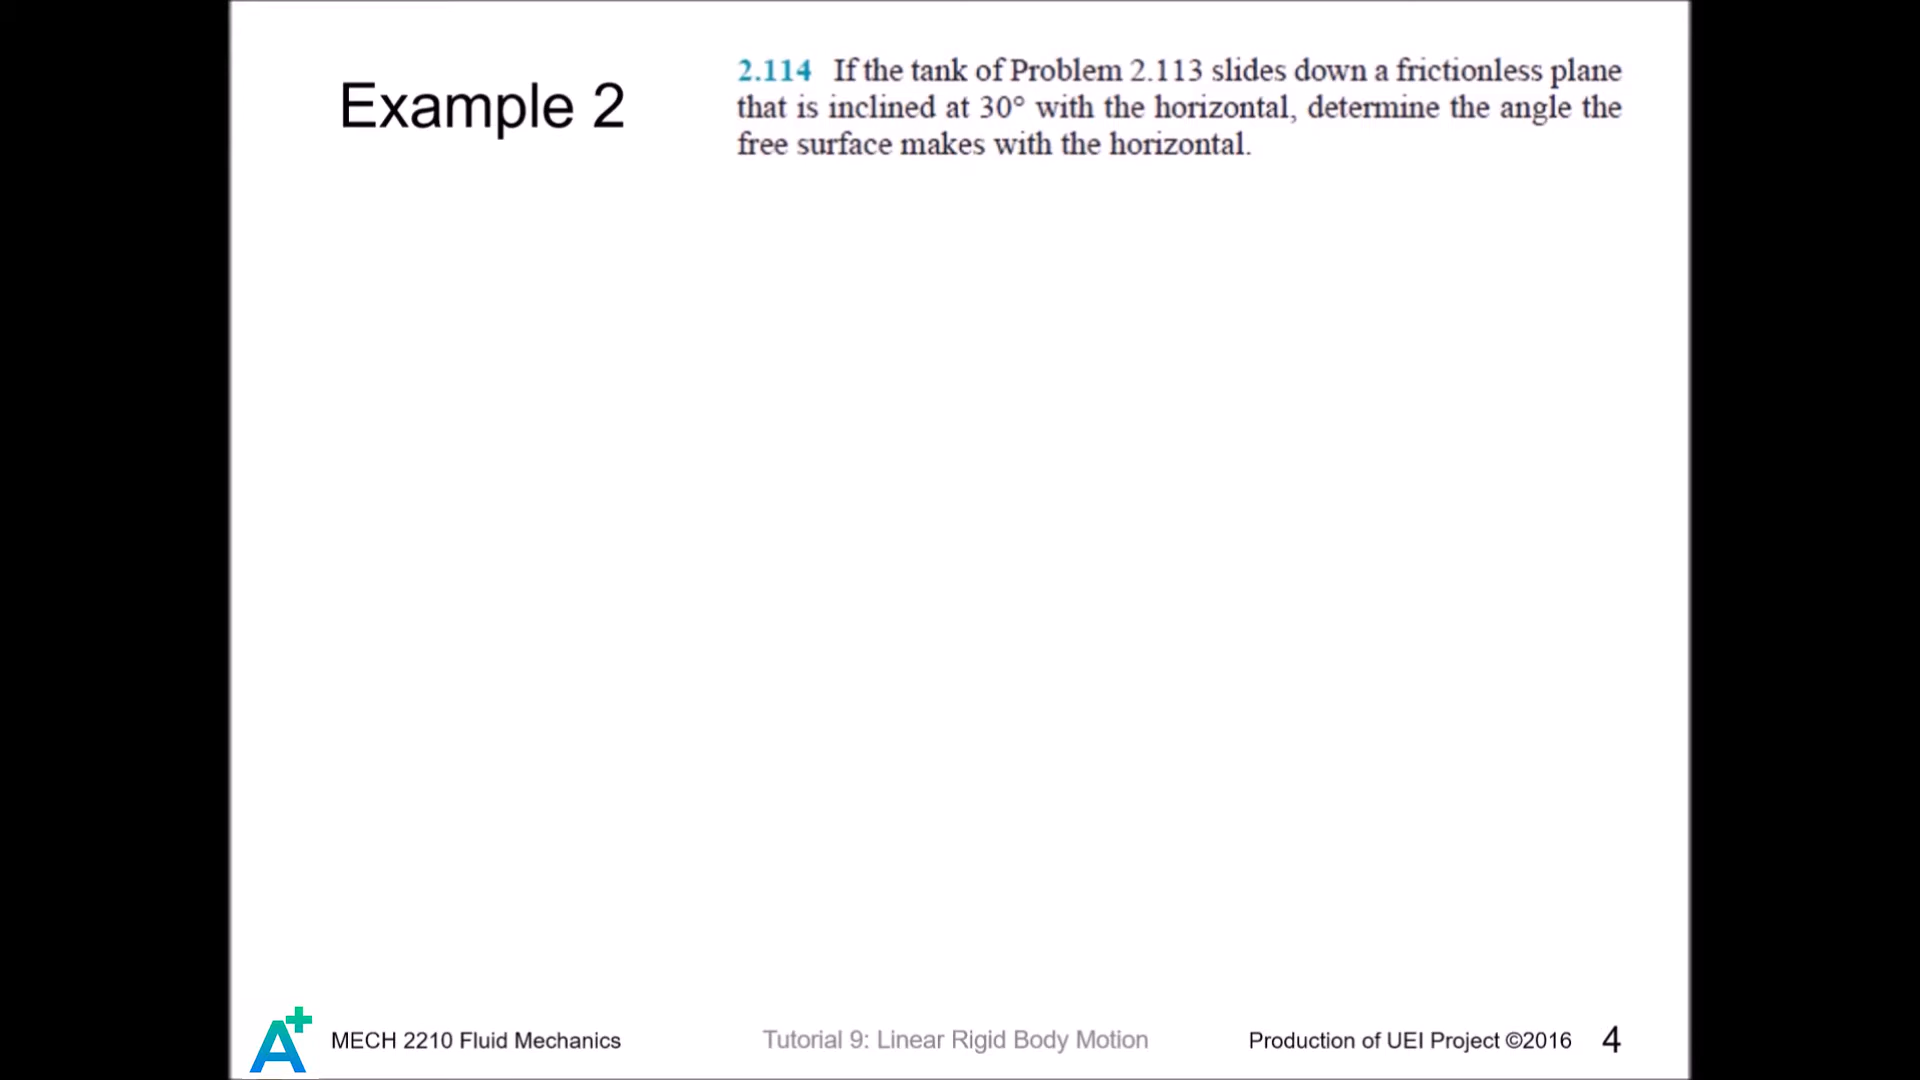 Example 2
2.114 If the tank of Problem 2.113 slides down a frictionless plane
that is inclined at 30° with the horizontal, determine the angle the
free surface makes with the horizontal.
A+
MECH 2210 Fluid Mechanics
Tutorial 9: Linear Rigid Body Motion
Production of UEI Project ©2016
4